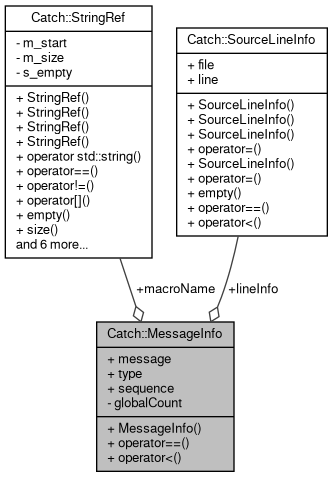 Catch::StringRef
- m_start
- m_size
- s_empty
+ StringRef()
+ StringRef()
+ StringRef()
+ StringRef()
+ operator std::string()
+ operator==()
+ operator!=()
+ operator[]()
+ empty()
+ size()
and 6 more...
Catch::SourceLineInfo
+ file
+ line
+ SourceLineInfo()
+ SourceLineInfo()
+ SourceLineInfo()
+ operator=()
+ SourceLineInfo()
+ operator=()
+ empty()
+ operator==()
+ operator<()
+macroName
+lineInfo
Catch::MessageInfo
+ message
+ type
+ sequence
- globalCount
+ MessageInfo()
+ operator==()
+ operator<()